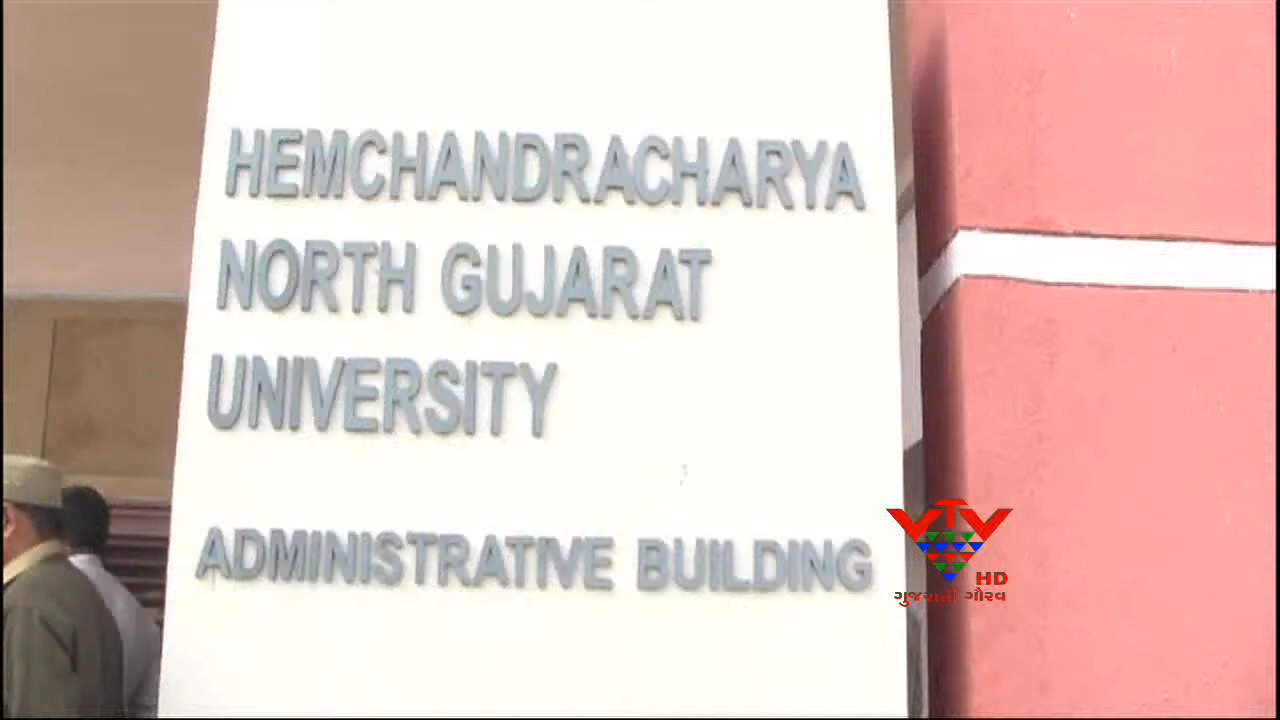 HEMCHANDRACHARYA
NORTH GUJARAT
UNIVERSITY
ADMINISTRATIVE BUILDING
VTV
HD
ગુજરાતી ગૌરવ